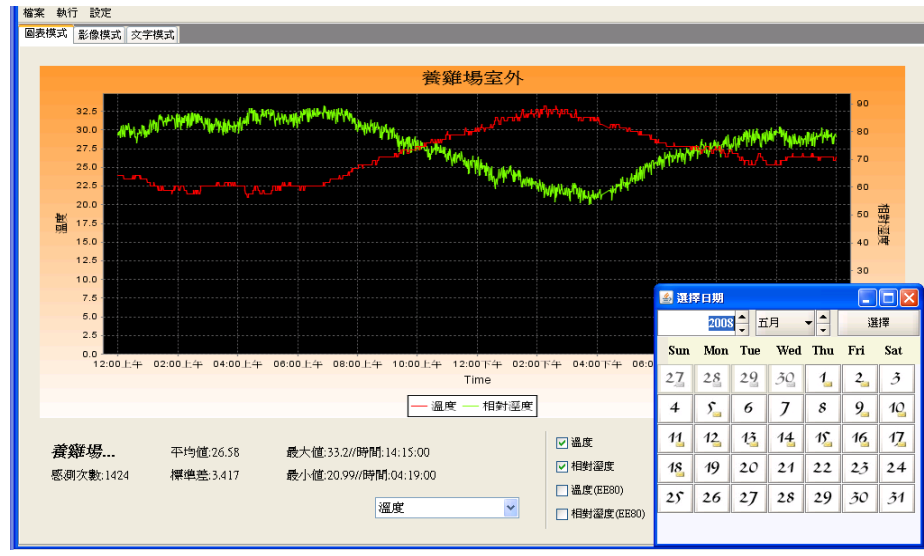 檔案 執行 設定
圖表模式 影像模式 文字模式
養雞場室外
32.5
30.0
27.5
25.0
22.5
20.0
17.5
15.0
12.5
10.0
7.5
5.0
2.5
0.0
溫度
90
80
70
60
50
40
30
相對溼度
12:00上午 02:00上午 04:00上午 06:00上午 08:00上午 10:00上午 12:00下午 02:00下午 04:00下午
Time
溫度 相對溼度
養雞場... 平均值:26.58 最大值:33.2//時間:14:15:00
感測次數:1424 標準差:3.417 最小值:20.99//時間:04:19:00
溫度
溫度
相對溼度
溫度(EE80)
相對溼度(EE80)
選擇日期
2008 五月 選擇
Sun Mon Tue Wed Thu Fri Sat
27 28 29 30 1 2 3
4 5 6 7 8 9 10
11 12 13 14 15 16 17
18 19 20 21 22 23 24
25 26 27 28 29 30 31